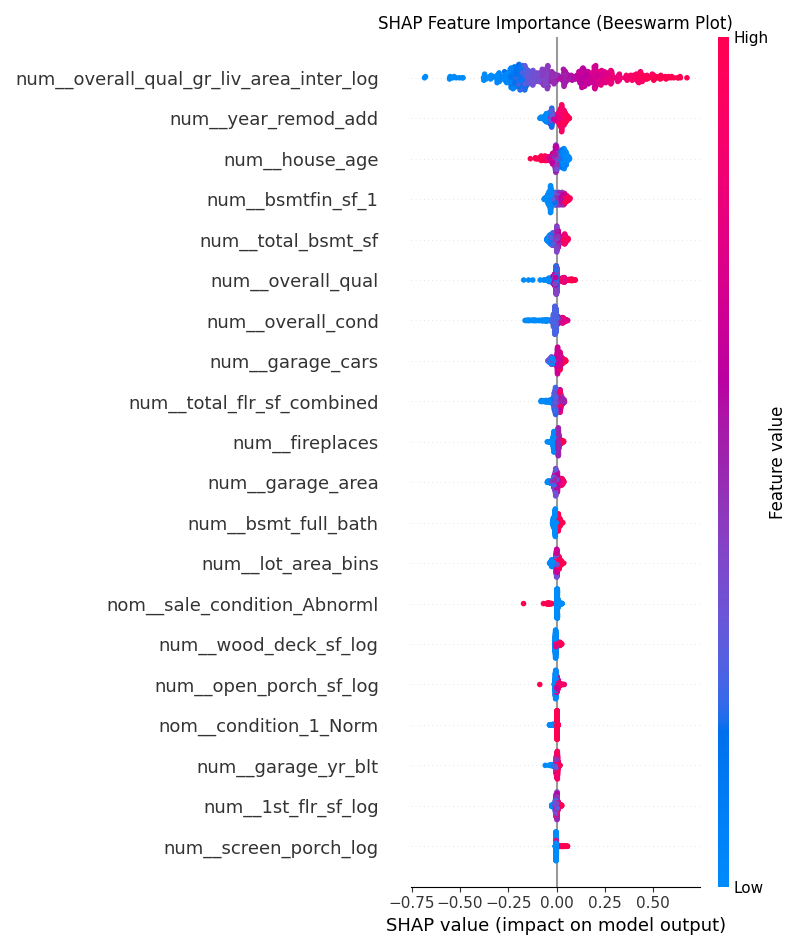 SHAP Feature Importance (Beeswarm Plot)
High
num__overall_qual_gr_liv_area_inter_log
num__year_remod_add
num__house_age
num__bsmtfin_sf_1
num__total_bsmt_sf
num__overall_qual
num__overall_cond
num__garage_cars
num__total_flr_sf_combined
num__fireplaces
num__garage_area
num__bsmt_full_bath
num__lot_area_bins
nom__sale_condition_Abnorml
num__wood_deck_sf_log
num__open_porch_sf_log
nom__condition_1_Norm
num__garage_yr_blt
num__1st_flr_sf_log
num__screen_porch_log
Feature value
Low
−0.75 −0.50 −0.25 0.00 0.25 0.50
SHAP value (impact on model output)